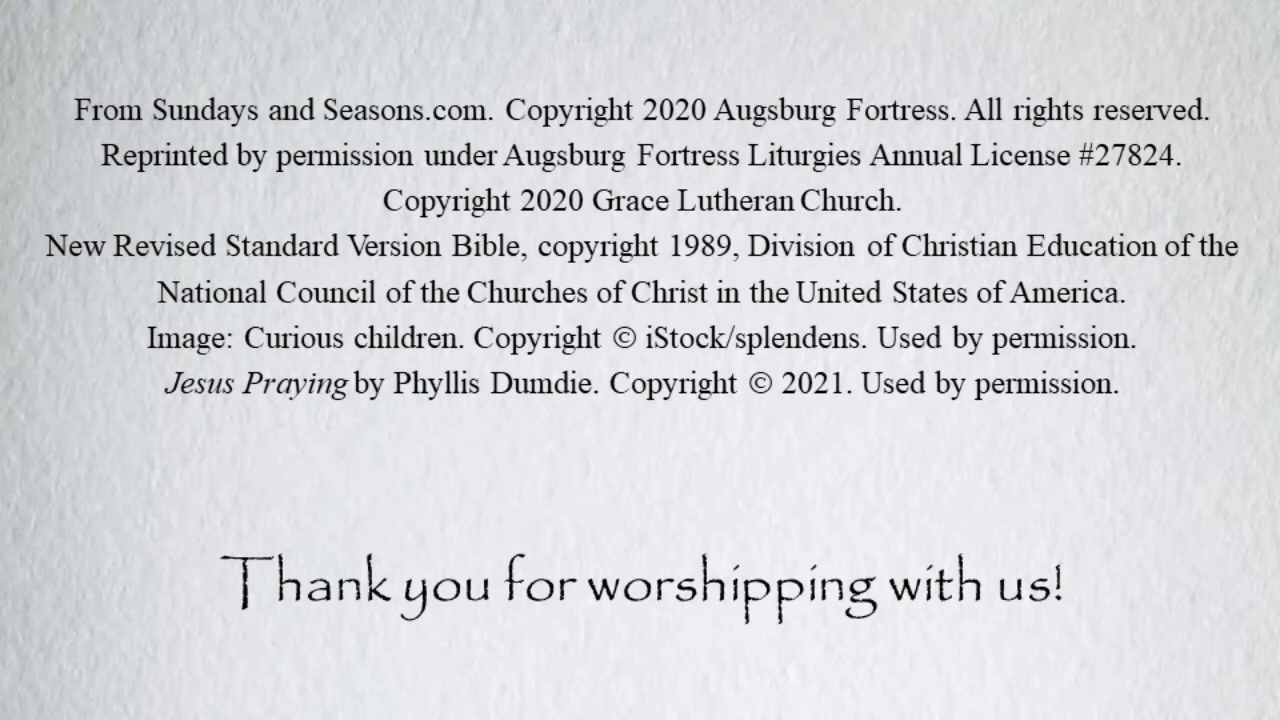 From Sundays and Seasons.com. Copyright 2020 Augsburg Fortress. All rights reserved.
Reprinted by permission under Augsburg Fortress Liturgies Annual License #27824.
Copyright 2020 Grace Lutheran Church.
New Revised Standard Version Bible, copyright 1989, Division of Christian Education of the
National Council of the Churches of Christ in the United States of America.
Image: Curious children. Copyright © iStock/splendens. Used by permission.
Jesus Praying by Phyllis Dumdie. Copyright © 2021. Used by permission.
Thank you for worshipping with us!